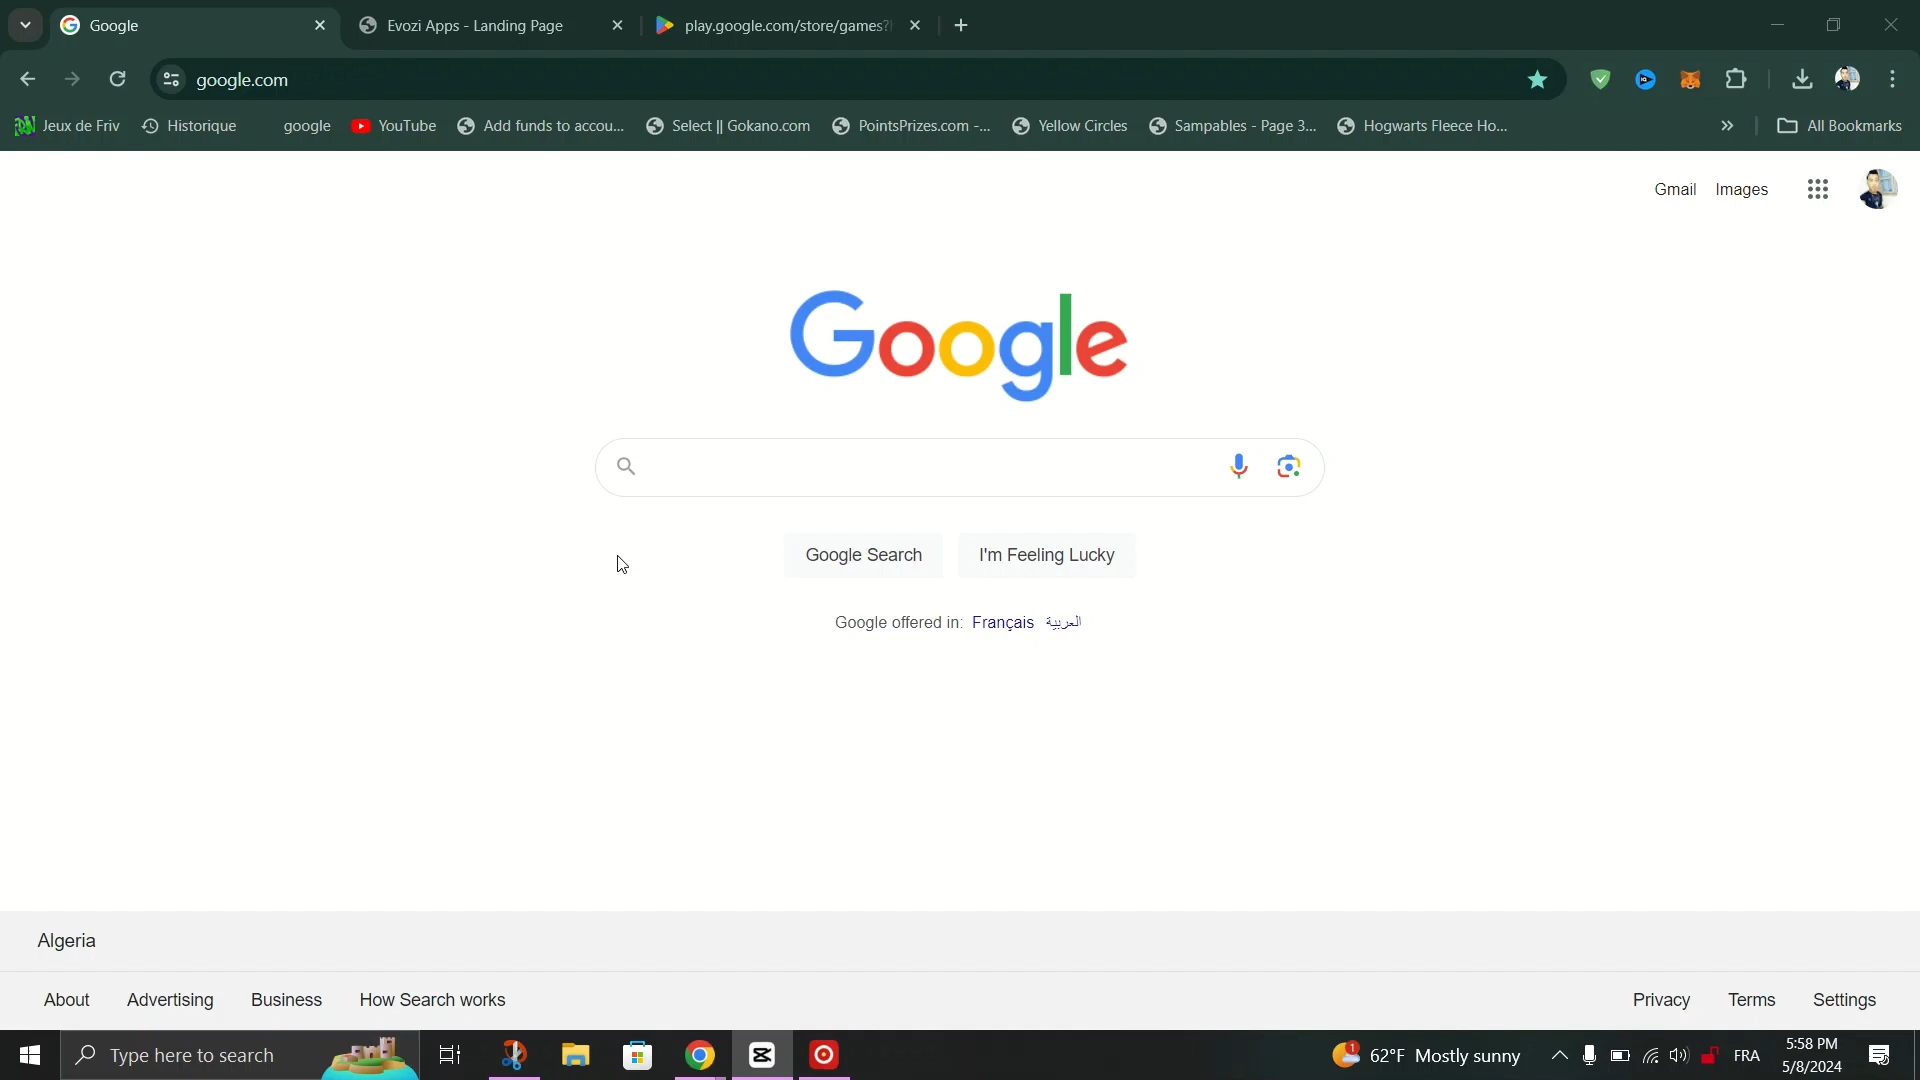 Google
Evozi Apps - Landing Page
play.google.com/store/games?
google.com
Jeux de Friv
Historique
google
YouTube
Add funds to accou...
Select || Gokano.com
PointsPrizes.com -...
Yellow Circles
Sampables - Page 3...
Hogwarts Fleece Ho...
All Bookmarks
Gmail
Images
Google
Google Search
I'm Feeling Lucky
Google offered in: Français العربية
Algeria
About
Advertising
Business
How Search works
Privacy
Terms
Settings
Type here to search
1
62°F Mostly sunny
FRA
5:58 PM
5/8/2024